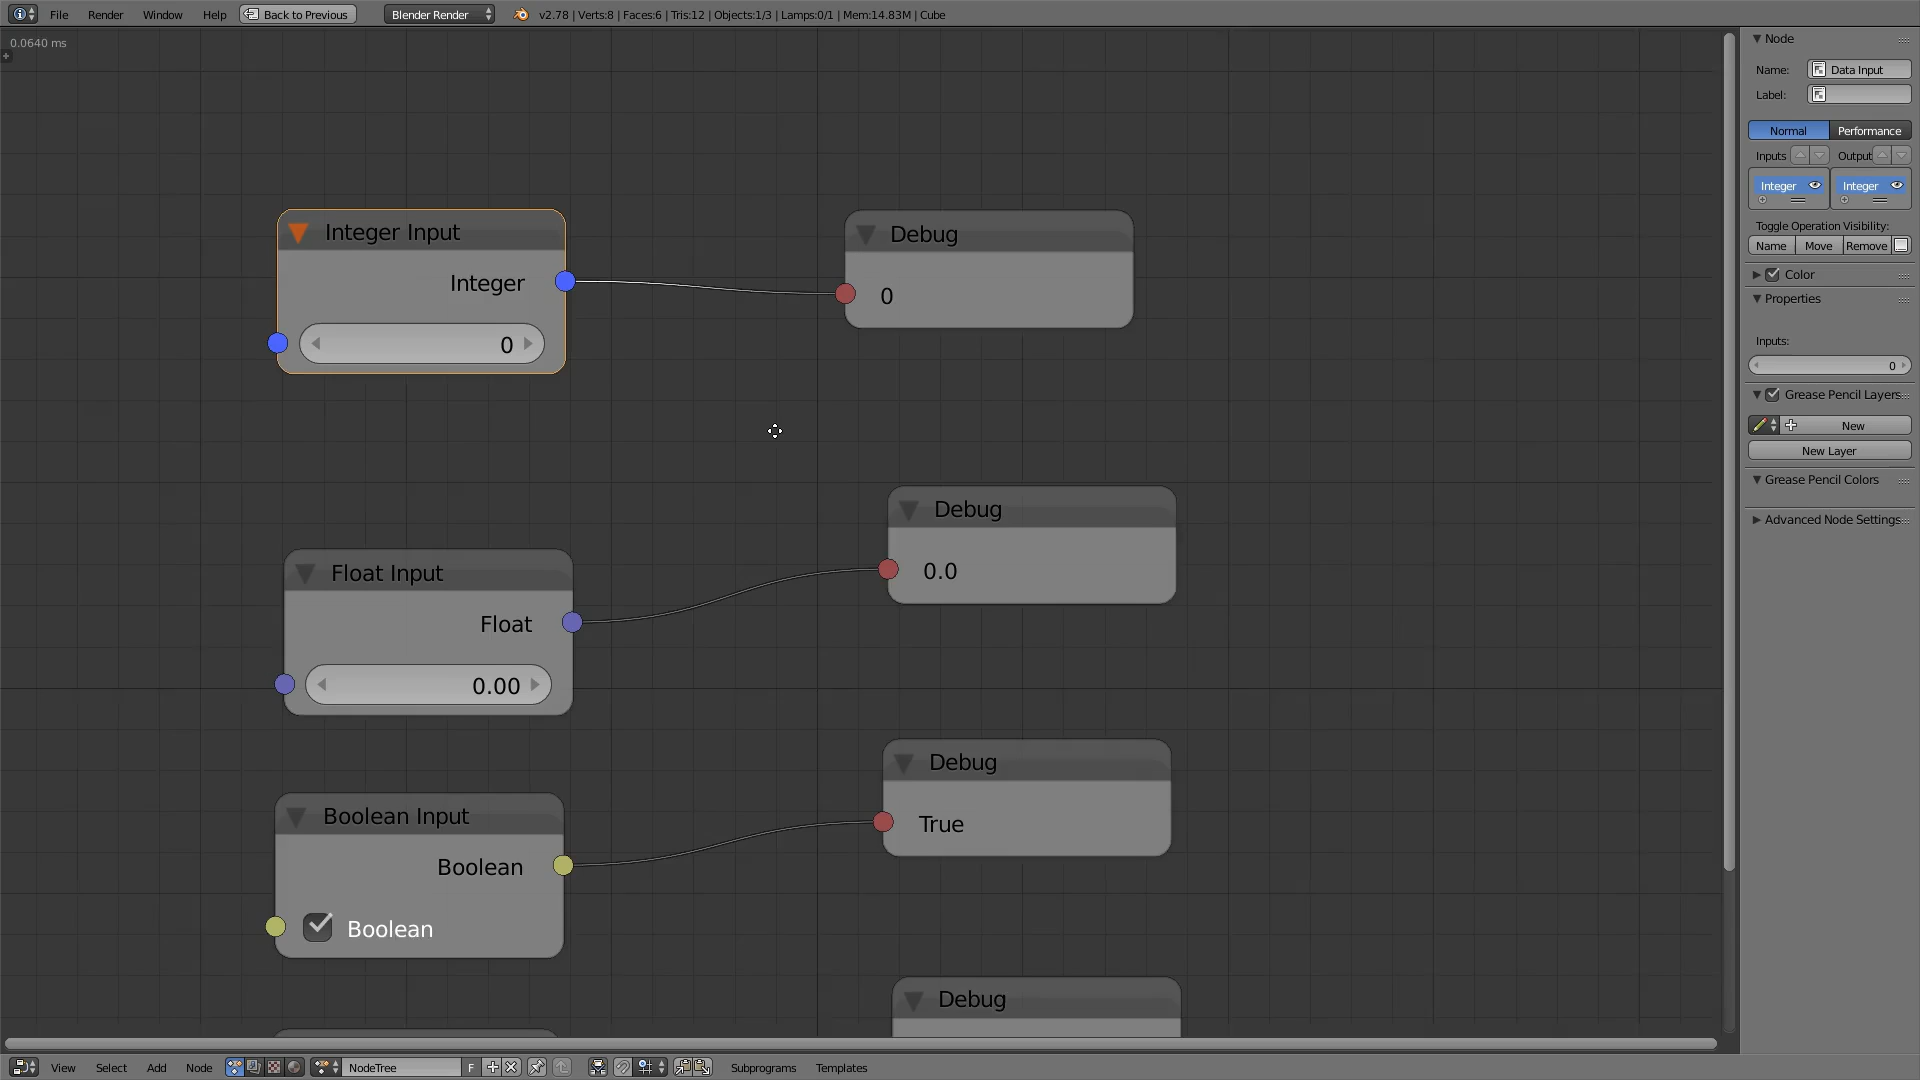 File Render Window Help Back to Previous Blender Render v2.78 | Verts:8 | Faces:6 | Tris:12 | Objects:1/3 | Lamps:0/1 | Mem:14.83M | Cube
0.0640 ms
Integer Input
Integer
0
Debug
0
Float Input
Float
0.00
Debug
0.0
Boolean Input
Boolean
Boolean
Debug
True
Debug
Node
Name: Data Input
Label:
Normal Performance
Inputs Output
Integer Integer
Toggle Operation Visibility:
Name Move Remove
Color
Properties
Inputs:
0
Grease Pencil Layers
New
New Layer
Grease Pencil Colors
Advanced Node Settings
View Select Add Node NodeTree F Subprograms Templates